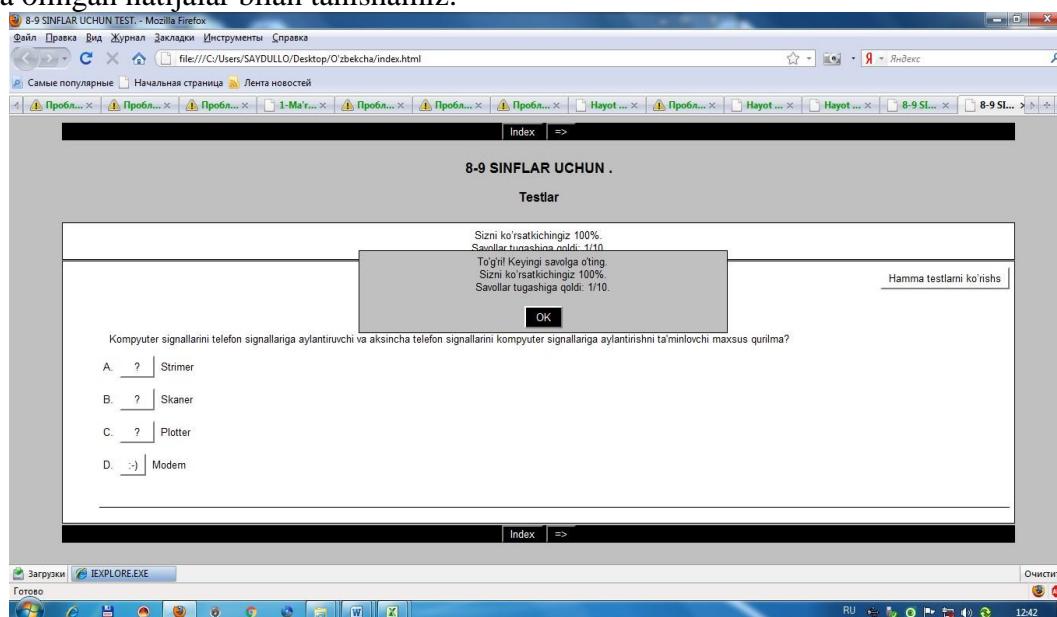 olingan natijalar bilan tanishamiz.
8-9 SINFLAR UCHUN TEST. - Mozilla Firefox
Файл Правка Вид Журнал Закладки Инструменты Справка
file:///C:/Users/SAYDULLO/Desktop/O'zbekcha/index.html Яндекс
Самые популярные Начальная страница Лента новостей
Пробл... Пробл... Пробл... 1-Ma'r... Пробл... Пробл... Пробл... Hayot ... Пробл... Hayot ... Hayot ... 8-9 SI... 8-9 SI...
Index =>
8-9 SINFLAR UCHUN .
Testlar
Sizni ko'rsatkichingiz 100%.
Savollar tugashiga qoldi: 1/10.
To'g'ri! Keyingi savolga o'ting.
Sizni ko'rsatkichingiz 100%.
Savollar tugashiga qoldi: 1/10.
OK
Hamma testlarni ko'rishs
Kompyuter signallarini telefon signallariga aylantiruvchi va aksincha telefon signallarini kompyuter signallariga aylantirishni ta'minlovchi maxsus qurilma?
A. ? Strimer
B. ? Skaner
C. ? Plotter
D. :-) Modem
Index =>
Загрузки IEXPLORE.EXE Очистит
Готово
RU 12:42